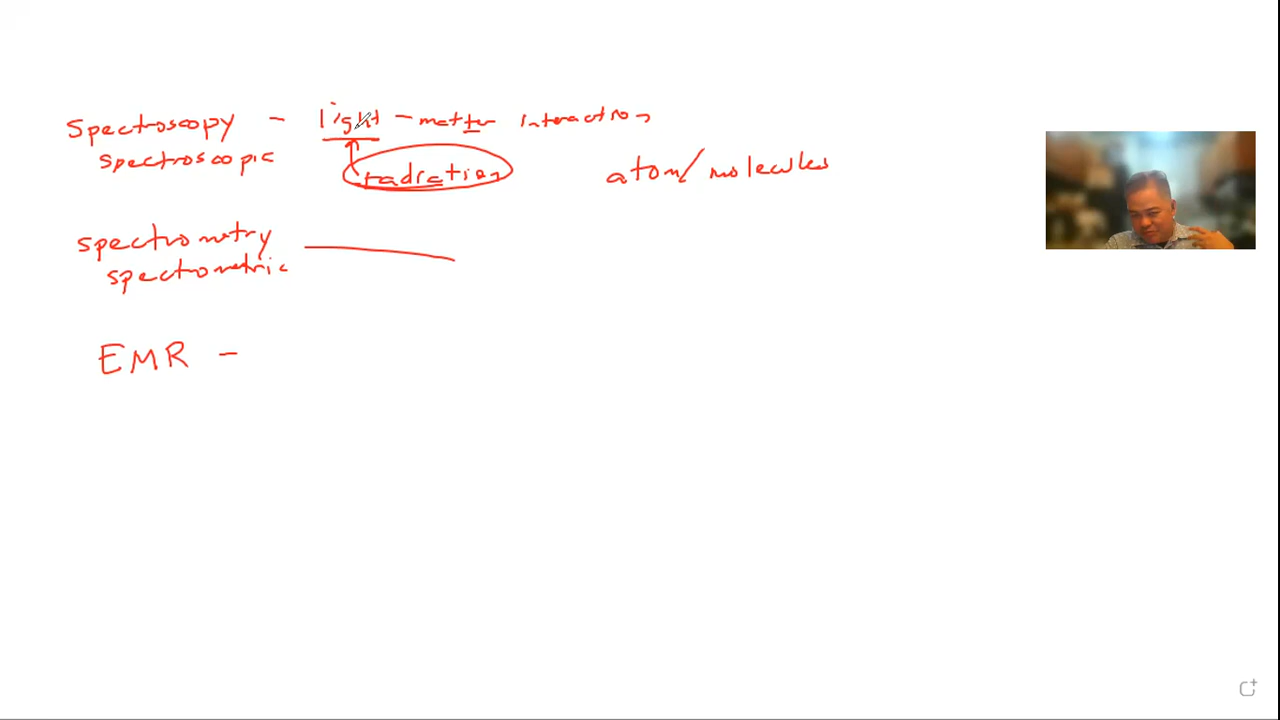 Spectroscopy - light - matter interaction
spectroscopic radiation atom/molecules
spectrometry
spectrometric
EMR -